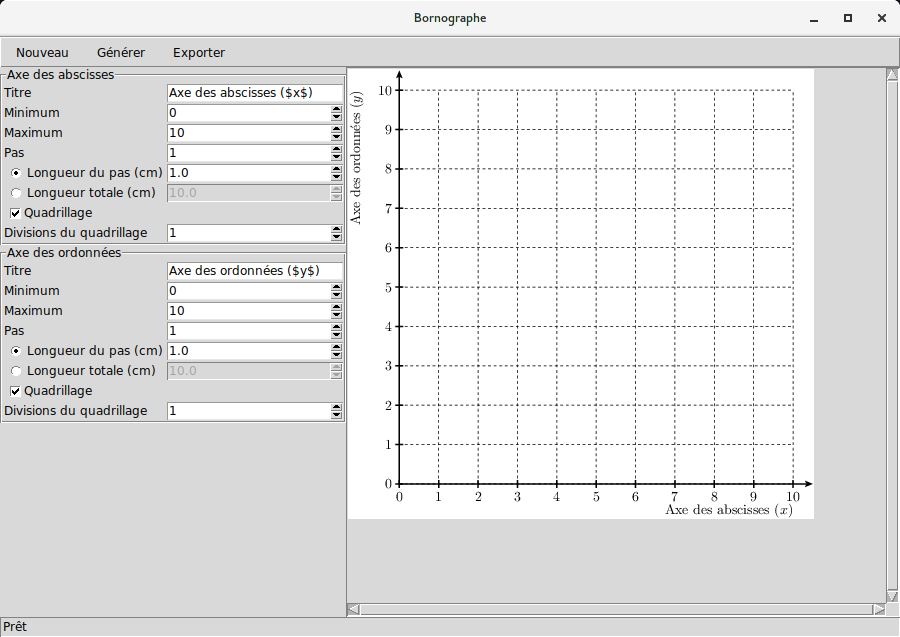 Bornographe
Nouveau Générer Exporter
Axe des abscisses
Titre Axe des abscisses ($x$)
Minimum 0
Maximum 10
Pas 1
Longueur du pas (cm) 1.0
Longueur totale (cm) 10.0
Quadrillage
Divisions du quadrillage 1
Axe des ordonnées
Titre Axe des ordonnées ($y$)
Minimum 0
Maximum 10
Pas 1
Longueur du pas (cm) 1.0
Longueur totale (cm) 10.0
Quadrillage
Divisions du quadrillage 1
Axe des ordonnées (y)
10
9
8
7
6
5
4
3
2
1
0
0 1 2 3 4 5 6 7 8 9 10
Axe des abscisses (x)
Prêt